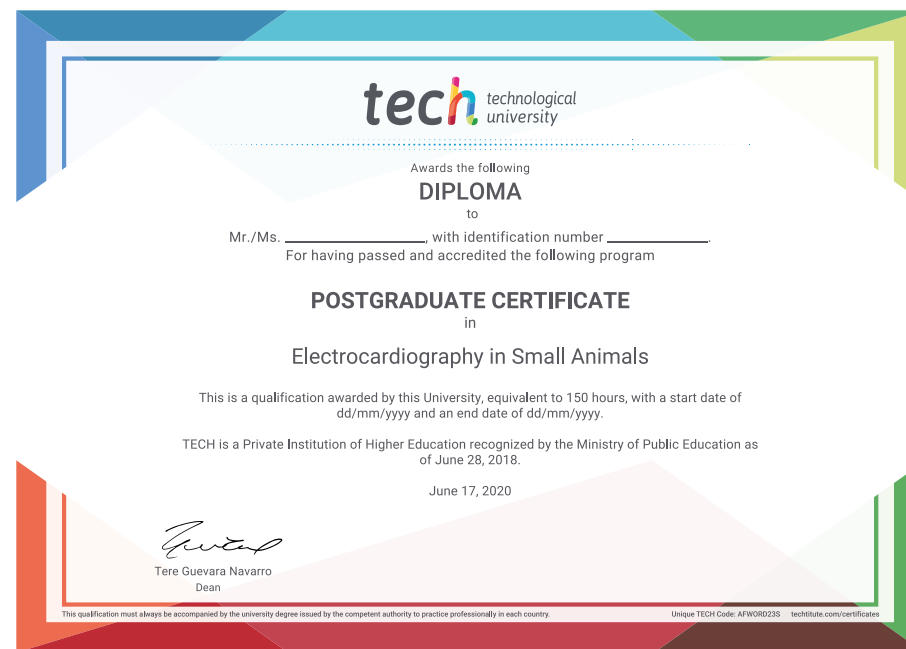 tech technological
university
Awards the following
DIPLOMA
to
Mr./Ms. ____________________, with identification number ______________.
For having passed and accredited the following program
POSTGRADUATE CERTIFICATE
in
Electrocardiography in Small Animals
This is a qualification awarded by this University, equivalent to 150 hours, with a start date of
dd/mm/yyyy and an end date of dd/mm/yyyy.
TECH is a Private Institution of Higher Education recognized by the Ministry of Public Education as
of June 28, 2018.
June 17, 2020
Tere Guevara Navarro
Dean
This qualification must always be accompanied by the university degree issued by the competent authority to practice professionally in each country.
Unique TECH Code: AFWORD23S techtitute.com/certificates